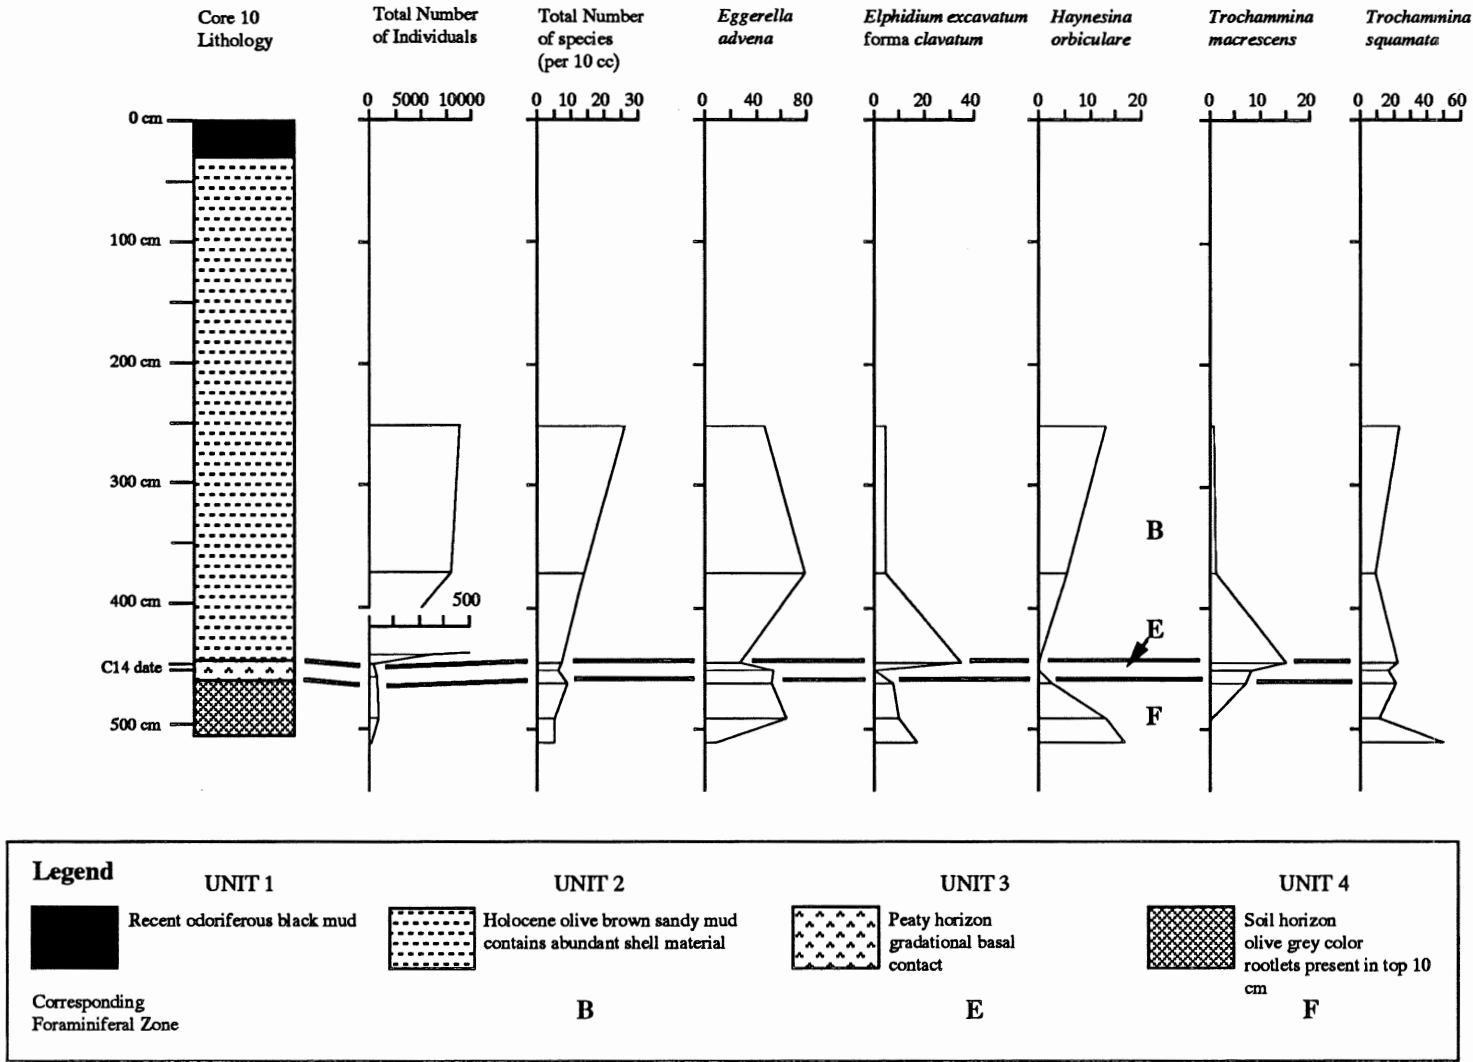 Core 10
Lithology
Total Number
of Individuals
Total Number
of species
(per 10 cc)
Eggerella
advena
Elphidium excavatum
forma clavatum
Haynesina
orbiculare
Trochammina
macrescens
Trochamnina
squamata
0 5000 10000
0 10 20 30
0 40 80
0 20 40
0 10 20
0 10 20
0 20 40 60
0 cm
100 cm
200 cm
300 cm
400 cm
C14 date
500 cm
500
B
E
F
Legend
UNIT 1
Recent odoriferous black mud
UNIT 2
Holocene olive brown sandy mud
contains abundant shell material
UNIT 3
Peaty horizon
gradational basal
contact
UNIT 4
Soil horizon
olive grey color
rootlets present in top 10
cm
Corresponding
Foraminiferal Zone
B
E
F